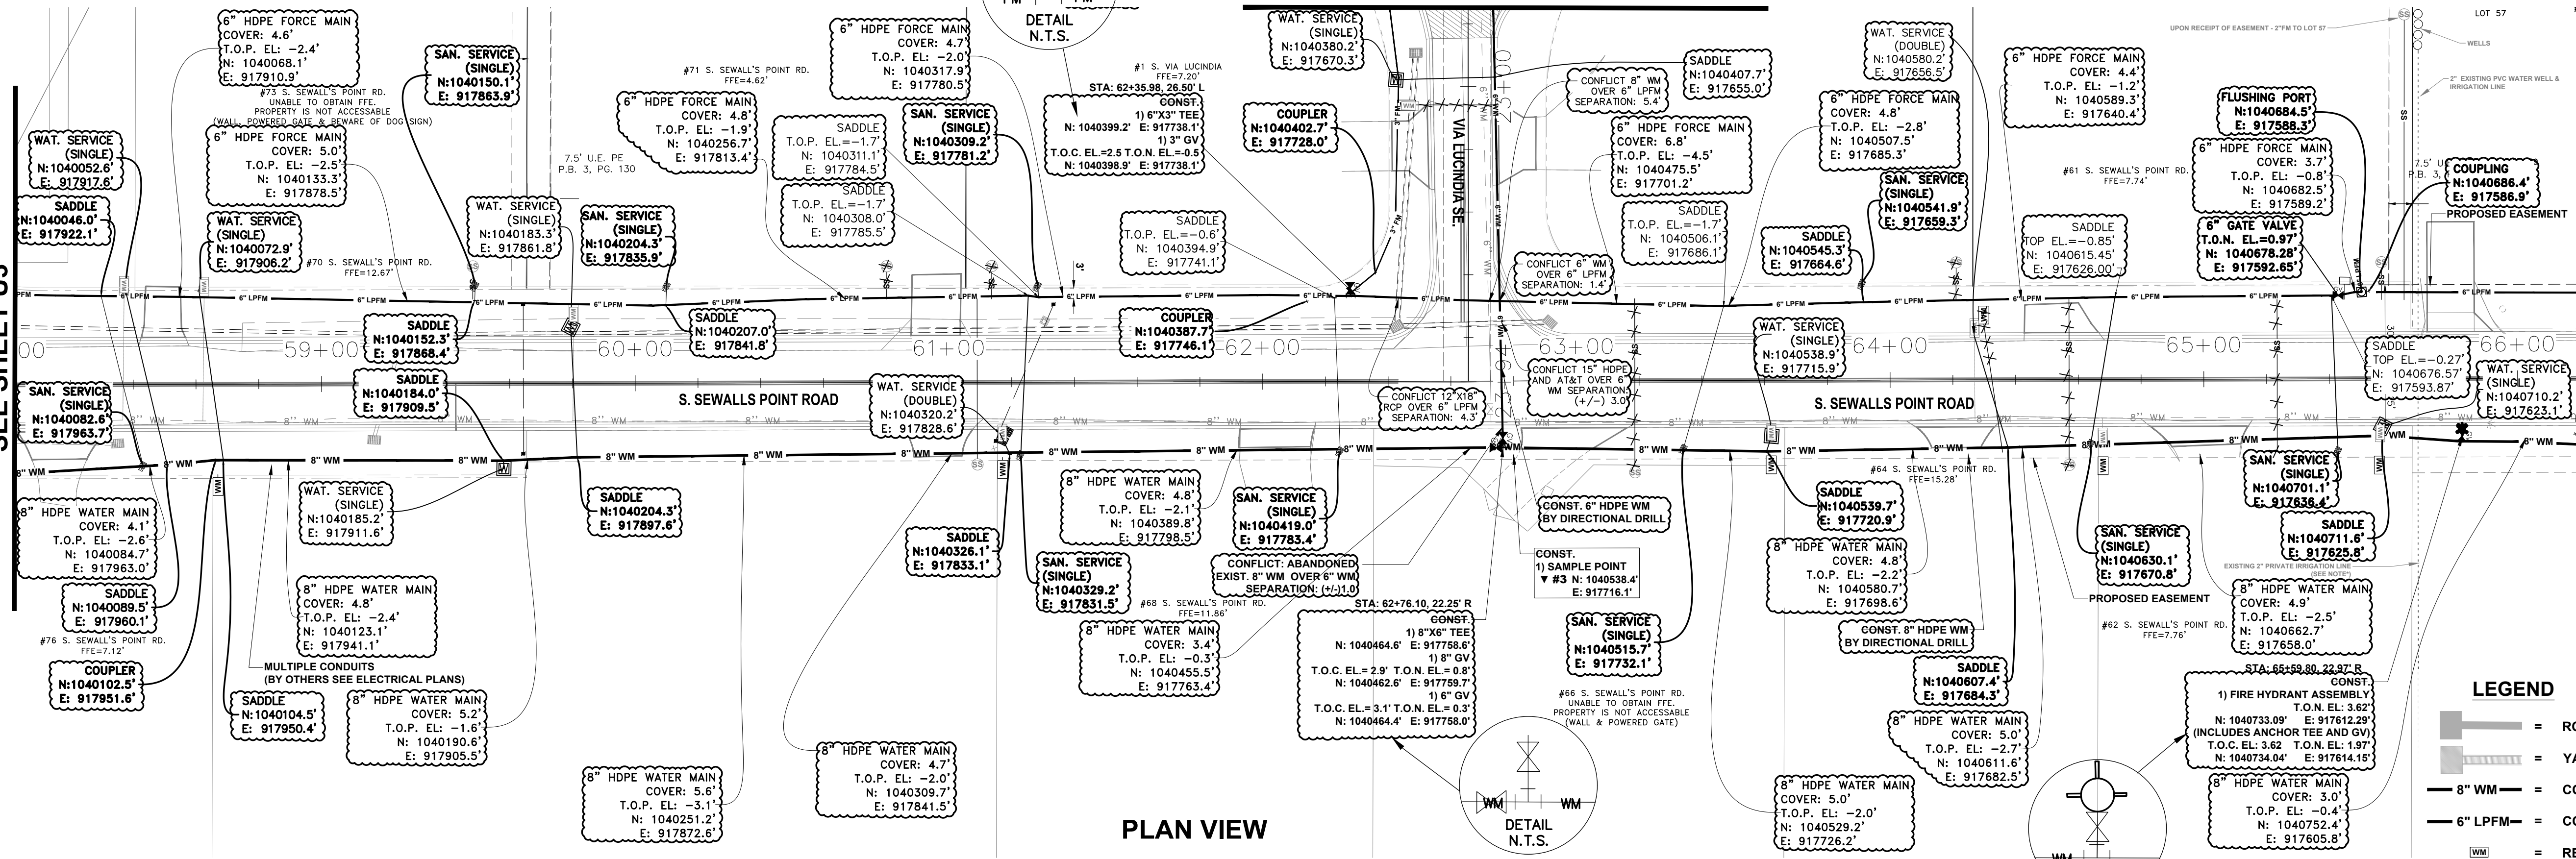 SEE SHEET 05
6" HDPE FORCE MAIN
COVER: 4.6'
T.O.P. EL: -2.4'
N: 1040068.1'
E: 917910.9'
#73 S. SEWALL'S POINT RD.
UNABLE TO OBTAIN FFE.
PROPERTY IS NOT ACCESSABLE
(WALL, POWERED GATE & BEWARE OF DOG SIGN)
SAN. SERVICE
(SINGLE)
N:1040150.1'
E: 917863.9'
WAT. SERVICE
(SINGLE)
N:1040052.6'
E: 917917.6'
6" HDPE FORCE MAIN
COVER: 5.0'
T.O.P. EL: -2.5'
N: 1040133.3'
E: 917878.5'
SADDLE
N:1040046.0'
E: 917922.1'
WAT. SERVICE
(SINGLE)
N:1040072.9'
E: 917906.2'
#70 S. SEWALL'S POINT RD.
FFE=12.67'
WAT. SERVICE
(SINGLE)
N:1040183.3'
E: 917861.8'
SAN. SERVICE
(SINGLE)
N:1040204.3'
E: 917835.9'
7.5' U.E. PE
P.B. 3, PG. 130
#71 S. SEWALL'S POINT RD.
FFE=4.62'
6" HDPE FORCE MAIN
COVER: 4.8'
T.O.P. EL: -1.9'
N: 1040256.7'
E: 917813.4'
6" HDPE FORCE MAIN
COVER: 4.7'
T.O.P. EL: -2.0'
N: 1040317.9'
E: 917780.5'
SADDLE
T.O.P. EL.=-1.7'
N: 1040311.1'
E: 917784.5'
SADDLE
T.O.P. EL.=-1.7'
N: 1040308.0'
E: 917785.5'
SAN. SERVICE
(SINGLE)
N:1040309.2'
E: 917781.2'
DETAIL
N.T.S.
#1 S. VIA LUCINDIA
FFE=7.20'
STA: 62+35.98, 26.50' L
CONST.
1) 6"X3" TEE
N: 1040399.2' E: 917738.1'
1) 3" GV
T.O.C. EL.=2.5 T.O.N. EL.=-0.5
N: 1040398.9' E: 917738.1'
SADDLE
T.O.P. EL.=-0.6'
N: 1040394.9'
E: 917741.1'
WAT. SERVICE
(SINGLE)
N:1040380.2'
E: 917670.3'
COUPLER
N:1040402.7'
E: 917728.0'
3" FM
3" FM
VIA LUCINDIA SE.
23+00
23+94
6" WM
6" WM
6" WM
CONFLICT 8" WM
OVER 6" LPFM
SEPARATION: 5.4'
SADDLE
N:1040407.7'
E: 917655.0'
6" HDPE FORCE MAIN
COVER: 6.8'
T.O.P. EL: -4.5'
N: 1040475.5'
E: 917701.2'
SADDLE
T.O.P. EL.=-1.7'
N: 1040506.1'
E: 917686.1'
CONFLICT 6" WM
OVER 6" LPFM
SEPARATION: 1.4'
WAT. SERVICE
(DOUBLE)
N:1040580.2'
E: 917656.5'
6" HDPE FORCE MAIN
COVER: 4.8'
T.O.P. EL: -2.8'
N: 1040507.5'
E: 917685.3'
SAN. SERVICE
(SINGLE)
N:1040541.9'
E: 917659.3'
SADDLE
N:1040545.3'
E: 917664.6'
6" HDPE FORCE MAIN
COVER: 4.4'
T.O.P. EL: -1.2'
N: 1040589.3'
E: 917640.4'
#61 S. SEWALL'S POINT RD.
FFE=7.74'
SADDLE
TOP EL.=-0.85'
N: 1040615.45'
E: 917626.00'
UPON RECEIPT OF EASEMENT - 2"FM TO LOT 57
LOT 57
WELLS
2" EXISTING PVC WATER WELL &
IRRIGATION LINE
FLUSHING PORT
N:1040684.5'
E: 917588.3'
6" HDPE FORCE MAIN
COVER: 3.7'
T.O.P. EL: -0.8'
N: 1040682.5'
E: 917589.2'
6" GATE VALVE
T.O.N. EL.=0.97'
N: 1040678.28'
E: 917592.65'
7.5' U.
P.B. 3,
COUPLING
N:1040686.4'
E: 917586.9'
PROPOSED EASEMENT
3'
6" LPFM
SADDLE
N:1040152.3'
E: 917868.4'
SADDLE
N:1040207.0'
E: 917841.8'
COUPLER
N:1040387.7'
E: 917746.1'
59+00
60+00
61+00
62+00
63+00
64+00
65+00
66+00
SADDLE
N:1040184.0'
E: 917909.5'
S. SEWALLS POINT ROAD
WAT. SERVICE
(DOUBLE)
N:1040320.2'
E: 917828.6'
CONFLICT 12"X18"
RCP OVER 6" LPFM
SEPARATION: 4.3'
CONFLICT 15" HDPE
AND AT&T OVER 6"
WM SEPARATION:
(+/-) 3.0'
WAT. SERVICE
(SINGLE)
N:1040538.9'
E: 917715.9'
S. SEWALLS POINT ROAD
SADDLE
TOP EL.=-0.27'
N: 1040676.57'
E: 917593.87'
WAT. SERVICE
(SINGLE)
N:1040710.2'
E: 917623.1'
SAN. SERVICE
(SINGLE)
N:1040082.6'
E: 917963.7'
8" WM
8" HDPE WATER MAIN
COVER: 4.1'
T.O.P. EL: -2.6'
N: 1040084.7'
E: 917963.0'
SADDLE
N:1040089.5'
E: 917960.1'
#76 S. SEWALL'S POINT RD.
FFE=7.12'
COUPLER
N:1040102.5'
E: 917951.6'
WAT. SERVICE
(SINGLE)
N:1040185.2'
E: 917911.6'
8" HDPE WATER MAIN
COVER: 4.8'
T.O.P. EL: -2.4'
N: 1040123.1'
E: 917941.1'
MULTIPLE CONDUITS
(BY OTHERS SEE ELECTRICAL PLANS)
SADDLE
N:1040104.5'
E: 917950.4'
8" HDPE WATER MAIN
COVER: 5.2'
T.O.P. EL: -1.6'
N: 1040190.6'
E: 917905.5'
SADDLE
N:1040204.3'
E: 917897.6'
8" HDPE WATER MAIN
COVER: 5.6'
T.O.P. EL: -3.1'
N: 1040251.2'
E: 917872.6'
8" HDPE WATER MAIN
COVER: 4.7'
T.O.P. EL: -2.0'
N: 1040309.7'
E: 917841.5'
SADDLE
N:1040326.1'
E: 917833.1'
SAN. SERVICE
(SINGLE)
N:1040329.2'
E: 917831.5'
8" HDPE WATER MAIN
COVER: 4.8'
T.O.P. EL: -2.1'
N: 1040389.8'
E: 917798.5'
SAN. SERVICE
(SINGLE)
N:1040419.0'
E: 917783.4'
CONFLICT: ABANDONED
EXIST. 8" WM OVER 6" WM
SEPARATION: (+/-)1.0'
#68 S. SEWALL'S POINT RD.
FFE=11.86'
8" HDPE WATER MAIN
COVER: 3.4'
T.O.P. EL: -0.3'
N: 1040455.5'
E: 917763.4'
STA: 62+76.10, 22.25' R
CONST.
1) 8"X6" TEE
N: 1040464.6' E: 917758.6'
1) 8" GV
T.O.C. EL.= 2.9' T.O.N. EL.= 0.8'
N: 1040462.6' E: 917759.7'
1) 6" GV
T.O.C. EL.= 3.1' T.O.N. EL.= 0.3'
N: 1040464.4' E: 917758.0'
CONST. 6" HDPE WM
BY DIRECTIONAL DRILL
CONST.
1) SAMPLE POINT
▼ #3 N: 1040538.4'
E: 917716.1'
SAN. SERVICE
(SINGLE)
N:1040515.7'
E: 917732.1'
#66 S. SEWALL'S POINT RD.
UNABLE TO OBTAIN FFE.
PROPERTY IS NOT ACCESSABLE
(WALL & POWERED GATE)
WM
WM
DETAIL
N.T.S.
SADDLE
N:1040539.7'
E: 917720.9'
#64 S. SEWALL'S POINT RD.
FFE=15.28'
8" HDPE WATER MAIN
COVER: 4.8'
T.O.P. EL: -2.2'
N: 1040580.7'
E: 917698.6'
CONST. 8" HDPE WM
BY DIRECTIONAL DRILL
SADDLE
N:1040607.4'
E: 917684.3'
8" HDPE WATER MAIN
COVER: 5.0'
T.O.P. EL: -2.7'
N: 1040611.6'
E: 917682.5'
8" HDPE WATER MAIN
COVER: 5.0'
T.O.P. EL: -2.0'
N: 1040529.2'
E: 917726.2'
SAN. SERVICE
(SINGLE)
N:1040630.1'
E: 917670.8'
PROPOSED EASEMENT
#62 S. SEWALL'S POINT RD.
FFE=7.76'
SAN. SERVICE
(SINGLE)
N:1040701.1'
E: 917636.4'
SADDLE
N:1040711.6'
E: 917625.8'
EXISTING 2" PRIVATE IRRIGATION LINE
(SEE NOTE*)
8" HDPE WATER MAIN
COVER: 4.9'
T.O.P. EL: -2.5'
N: 1040662.7'
E: 917658.0'
STA: 65+59.80, 22.97' R
CONST.
1) FIRE HYDRANT ASSEMBLY
T.O.N. EL: 3.62'
N: 1040733.09' E: 917612.29'
(INCLUDES ANCHOR TEE AND GV)
T.O.C. EL: 3.62 T.O.N. EL: 1.97'
N: 1040734.04' E: 917614.15'
8" HDPE WATER MAIN
COVER: 3.0'
T.O.P. EL: -0.4'
N: 1040752.4'
E: 917605.8'
LEGEND
8" WM =
6" LPFM =
WM =
PLAN VIEW